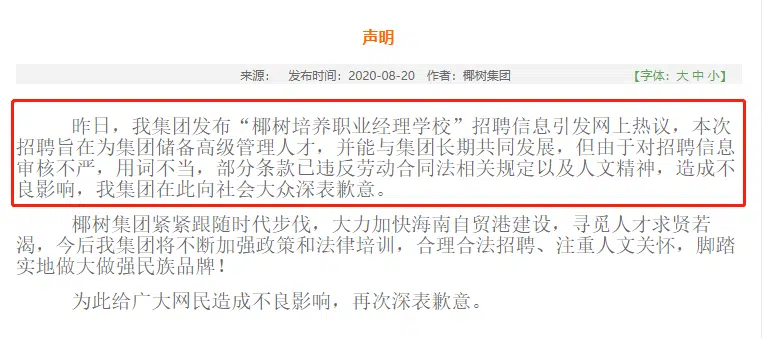 声明
来源： 发布时间：2020-08-20 作者：椰树集团 【字体：大 中 小】
昨日，我集团发布“椰树培养职业经理学校”招聘信息引发网上热议，本次
招聘旨在为集团储备高级管理人才，并能与集团长期共同发展，但由于对招聘信息
审核不严，用词不当，部分条款已违反劳动合同法相关规定以及人文精神，造成不
良影响，我集团在此向社会大众深表歉意。
椰树集团紧紧跟随时代步伐，大力加快海南自贸港建设，寻觅人才求贤若
渴，今后我集团将不断加强政策和法律培训，合理合法招聘、注重人文关怀，脚踏
实地做大做强民族品牌！
为此给广大网民造成不良影响，再次深表歉意。